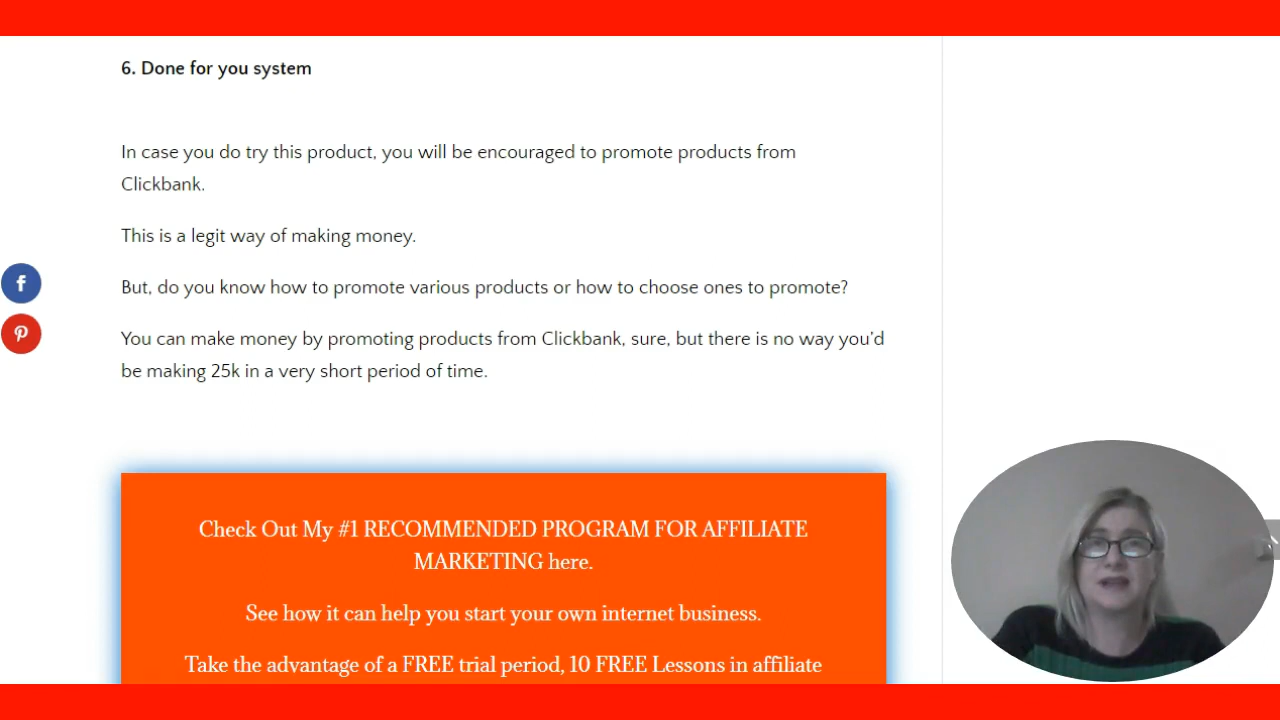 6. Done for you system
In case you do try this product, you will be encouraged to promote products from
Clickbank.
This is a legit way of making money.
But, do you know how to promote various products or how to choose ones to promote?
You can make money by promoting products from Clickbank, sure, but there is no way you'd
be making 25k in a very short period of time.
Check Out My #1 RECOMMENDED PROGRAM FOR AFFILIATE
MARKETING here.
See how it can help you start your own internet business.
Take the advantage of a FREE trial period, 10 FREE Lessons in affiliate